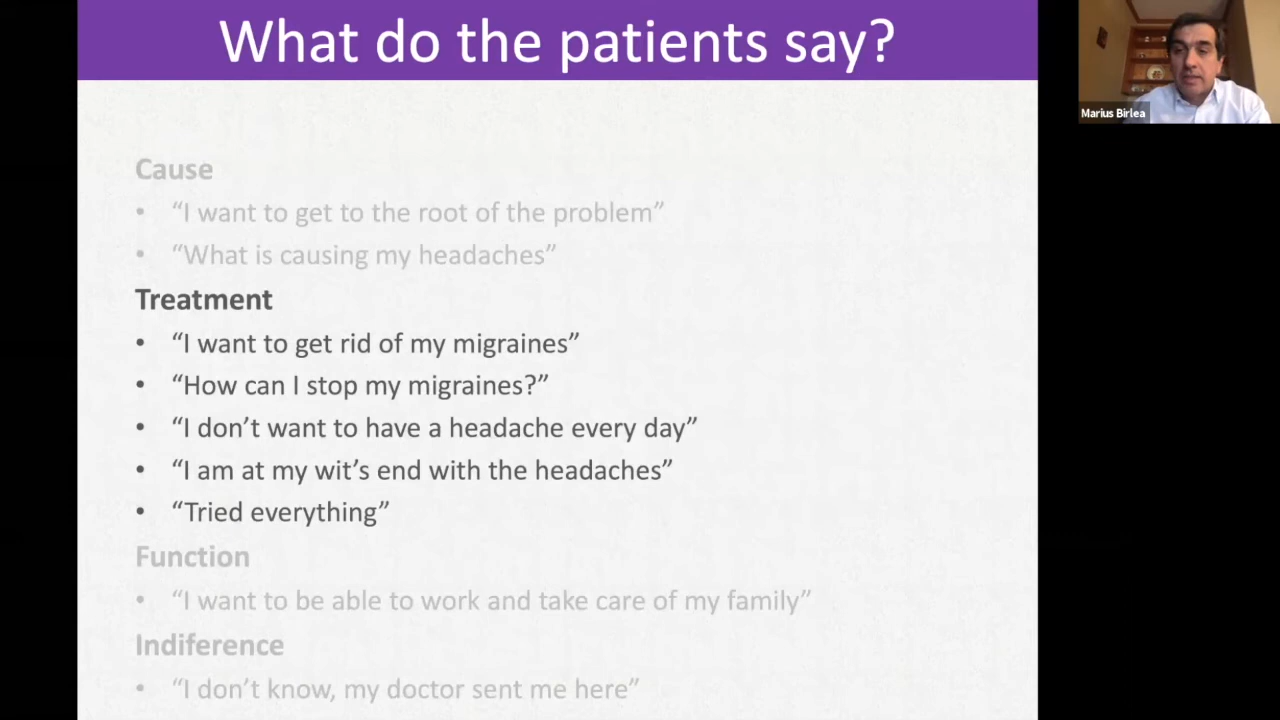 What do the patients say?
Marius Birlea
Cause
• “I want to get to the root of the problem”
• “What is causing my headaches”
Treatment
• “I want to get rid of my migraines”
• “How can I stop my migraines?”
• “I don’t want to have a headache every day”
• “I am at my wit’s end with the headaches”
• “Tried everything”
Function
• “I want to be able to work and take care of my family”
Indiference
• “I don’t know, my doctor sent me here”